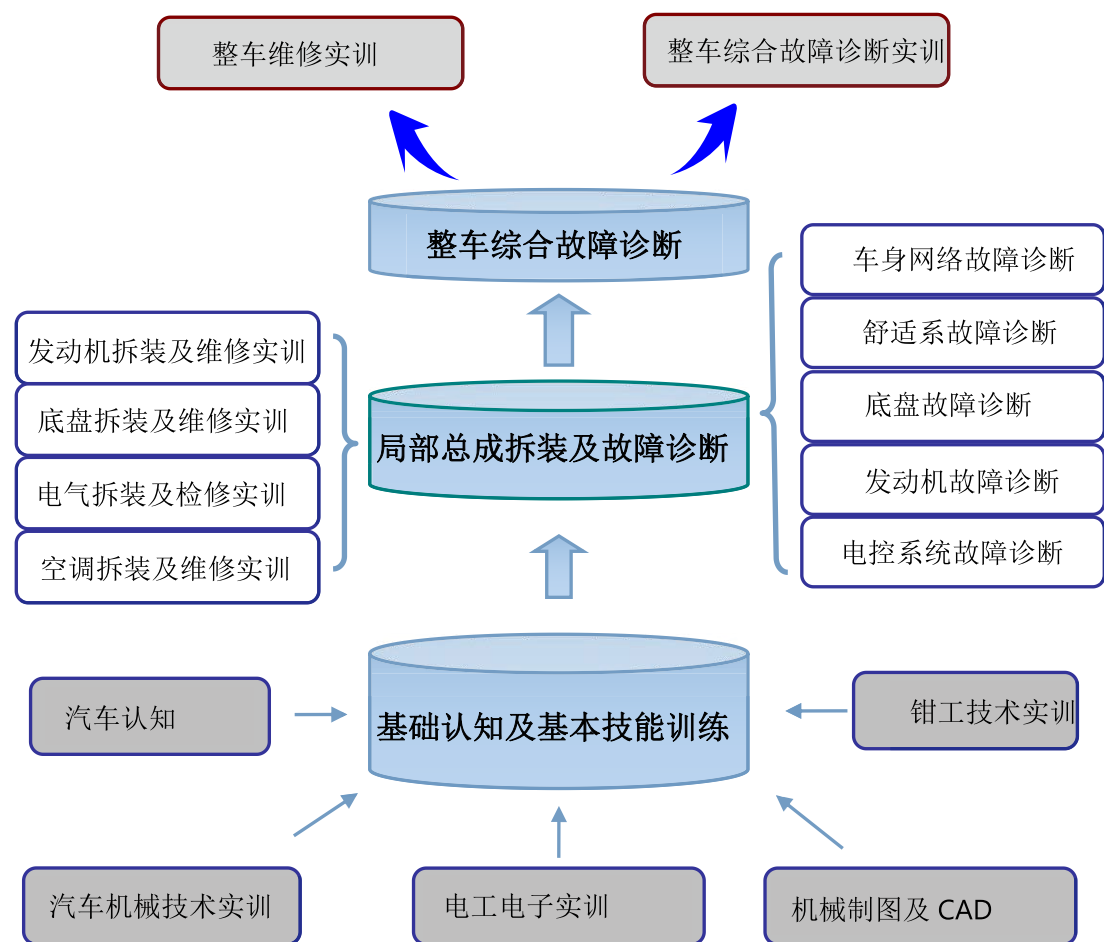 整车维修实训
整车综合故障诊断实训
整车综合故障诊断
车身网络故障诊断
舒适系故障诊断
底盘故障诊断
发动机故障诊断
电控系统故障诊断
发动机拆装及维修实训
底盘拆装及维修实训
电气拆装及检修实训
空调拆装及维修实训
局部总成拆装及故障诊断
汽车认知
基础认知及基本技能训练
钳工技术实训
汽车机械技术实训
电工电子实训
机械制图及 CAD